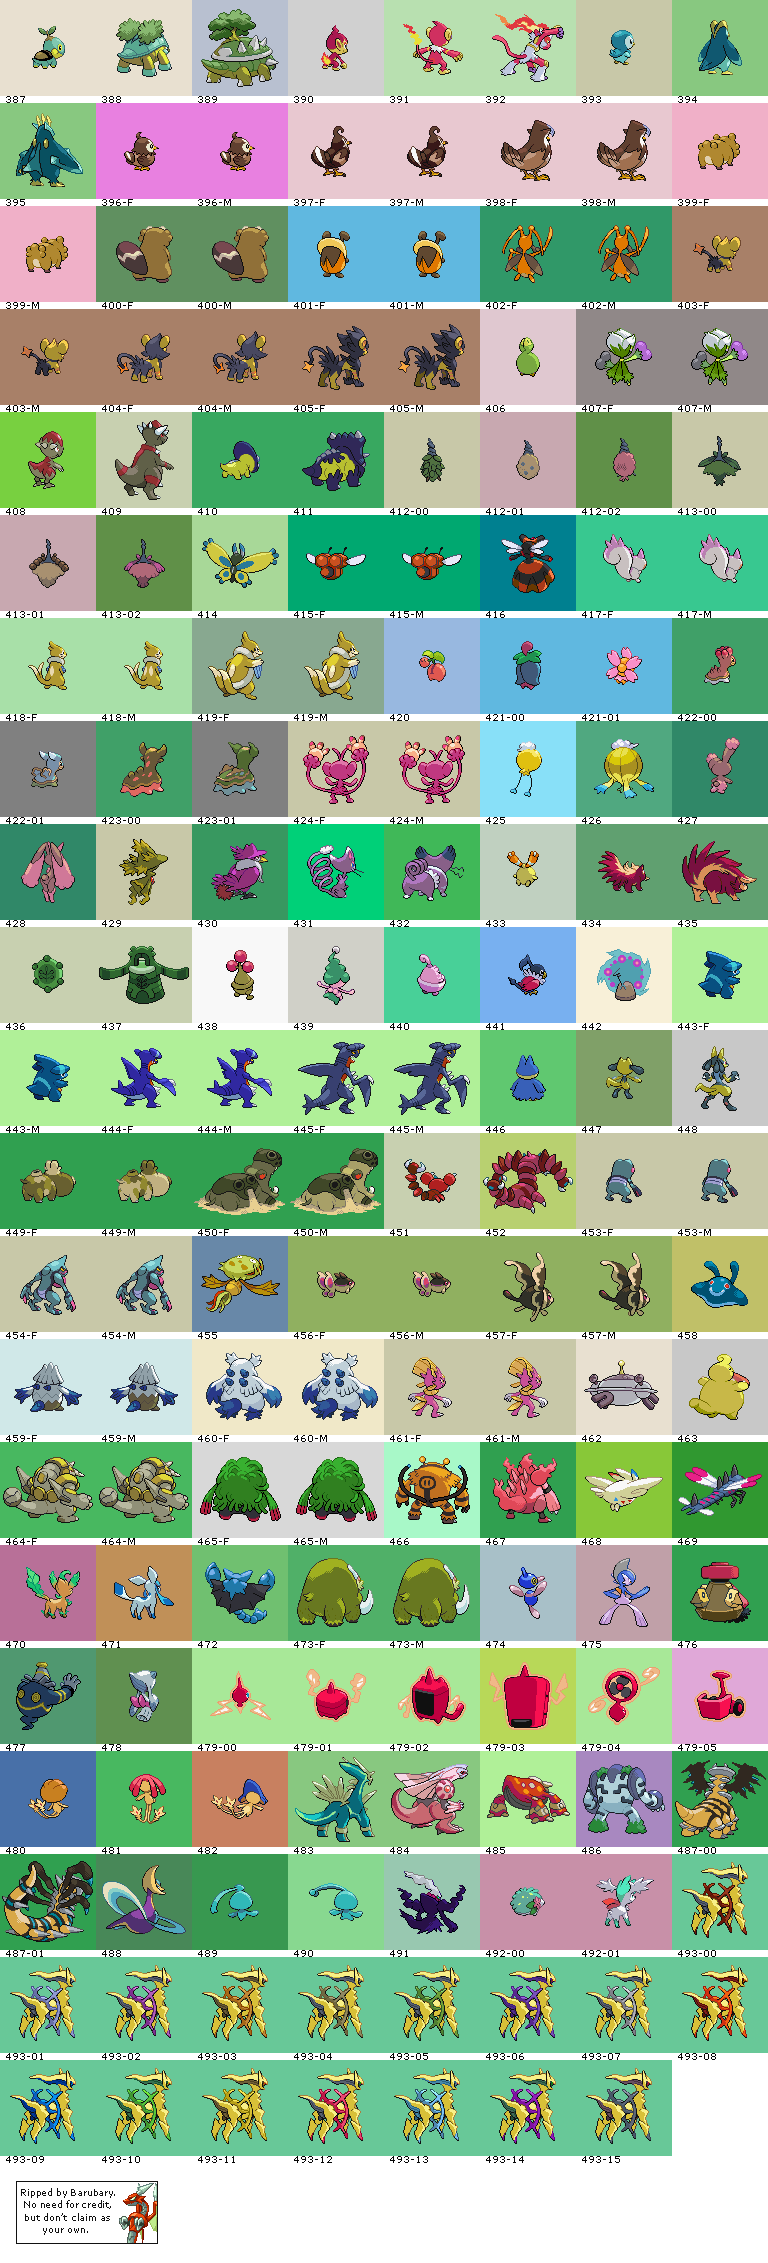 387 388 389 390 391 392 393 394
395 396-F 396-M 397-F 397-M 398-F 398-M 399-F
399-M 400-F 400-M 401-F 401-M 402-F 402-M 403-F
403-M 404-F 404-M 405-F 405-M 406 407-F 407-M
408 409 410 411 412-00 412-01 412-02 413-00
413-01 413-02 414 415-F 415-M 416 417-F 417-M
418-F 418-M 419-F 419-M 420 421-00 421-01 422-00
422-01 423-00 423-01 424-F 424-M 425 426 427
428 429 430 431 432 433 434 435
436 437 438 439 440 441 442 443-F
443-M 444-F 444-M 445-F 445-M 446 447 448
449-F 449-M 450-F 450-M 451 452 453-F 453-M
454-F 454-M 455 456-F 456-M 457-F 457-M 458
459-F 459-M 460-F 460-M 461-F 461-M 462 463
464-F 464-M 465-F 465-M 466 467 468 469
470 471 472 473-F 473-M 474 475 476
477 478 479-00 479-01 479-02 479-03 479-04 479-05
480 481 482 483 484 485 486 487-00
487-01 488 489 490 491 492-00 492-01 493-00
493-01 493-02 493-03 493-04 493-05 493-06 493-07 493-08
493-09 493-10 493-11 493-12 493-13 493-14 493-15
Ripped by Barubary.
No need for credit,
but don't claim as
your own.